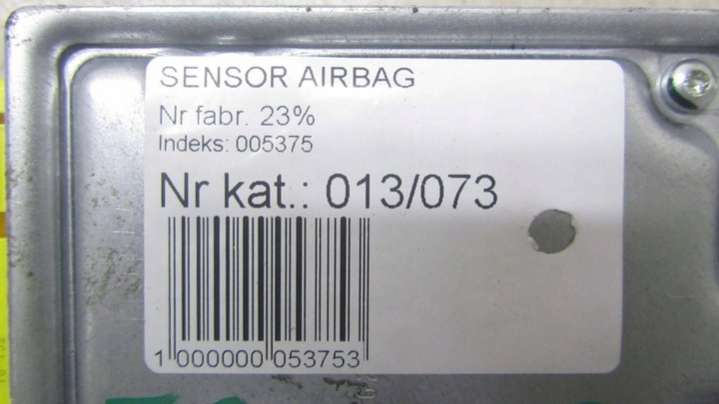 SENSOR AIRBAG
Nr fabr. 23%
Indeks: 005375
Nr kat.: 013/073
1 000000 053753